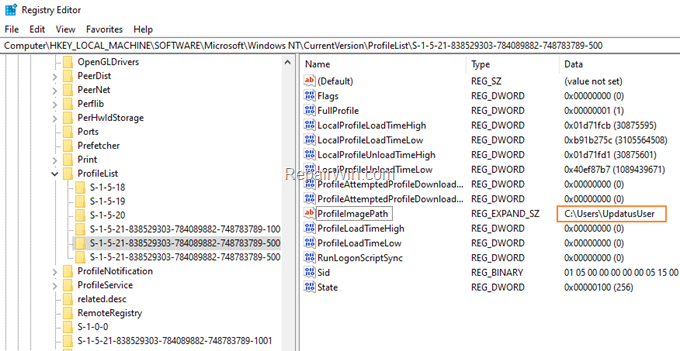 Registry Editor
File Edit View Favorites Help
Computer\HKEY_LOCAL_MACHINE\SOFTWARE\Microsoft\Windows NT\CurrentVersion\ProfileList\S-1-5-21-838529303-784089882-748783789-500
OpenGLDrivers
PeerDist
PeerNet
Perflib
PerHwIdStorage
Ports
Prefetcher
Print
ProfileList
S-1-5-18
S-1-5-19
S-1-5-20
S-1-5-21-838529303-784089882-748783789-100
S-1-5-21-838529303-784089882-748783789-500
S-1-5-21-838529303-784089882-748783789-500
ProfileNotification
ProfileService
related.desc
RemoteRegistry
S-1-0-0
S-1-5-21-838529303-784089882-748783789-1001
Name Type Data
(Default) REG_SZ (value not set)
Flags REG_DWORD 0x00000000 (0)
FullProfile REG_DWORD 0x00000001 (1)
LocalProfileLoadTimeHigh REG_DWORD 0x01d71fcb (30875595)
LocalProfileLoadTimeLow REG_DWORD 0xb91b275c (3105564508)
LocalProfileUnloadTimeHigh REG_DWORD 0x01d71fd1 (30875601)
LocalProfileUnloadTimeLow REG_DWORD 0x40ef87b7 (1089439671)
ProfileAttemptedProfileDownload... REG_DWORD 0x00000000 (0)
ProfileAttemptedProfileDownload... REG_DWORD 0x00000000 (0)
ProfileImagePath REG_EXPAND_SZ C:\Users\UpdatusUser
ProfileLoadTimeHigh REG_DWORD 0x00000000 (0)
ProfileLoadTimeLow REG_DWORD 0x00000000 (0)
RunLogonScriptSync REG_DWORD 0x00000000 (0)
Sid REG_BINARY 01 05 00 00 00 00 00 05 15 00
State REG_DWORD 0x00000100 (256)
Repairwin.com